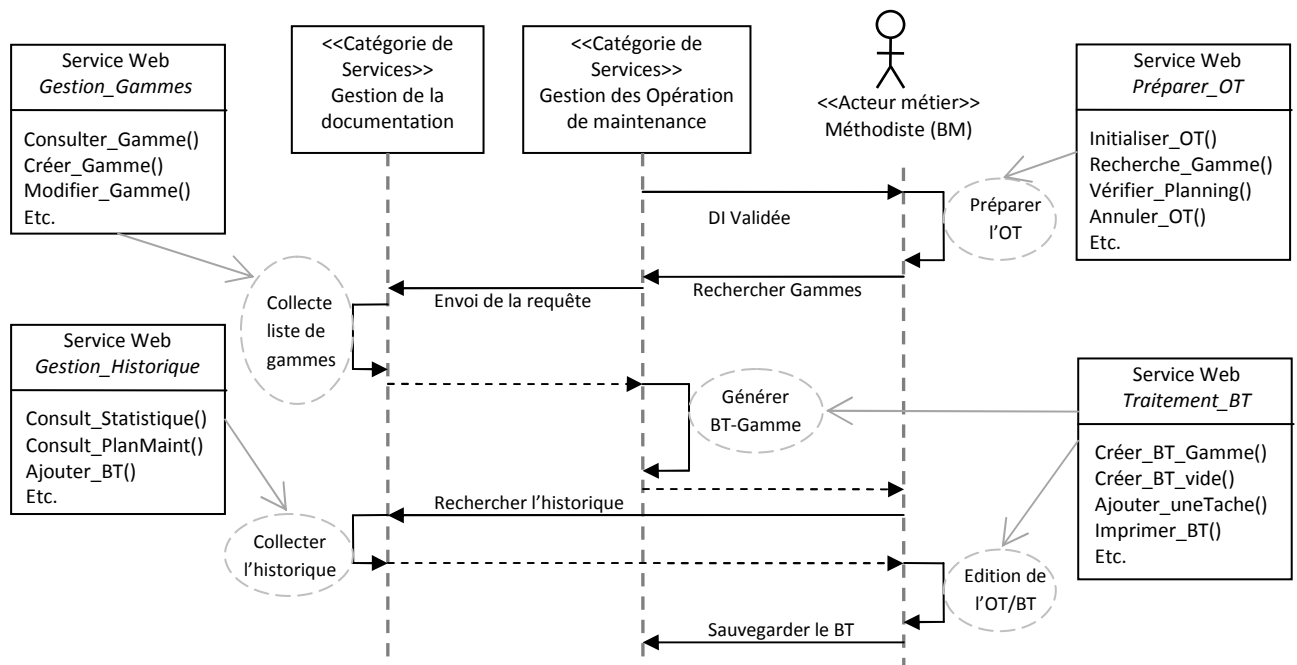 Service Web
Gestion_Gammes
Consulter_Gamme()
Créer_Gamme()
Modifier_Gamme()
Etc.
<<Catégorie de
Services>>
Gestion de la
documentation
<<Catégorie de
Services>>
Gestion des Opération
de maintenance
<<Acteur métier>>
Méthodiste (BM)
Service Web
Préparer_OT
Initialiser_OT()
Recherche_Gamme()
Vérifier_Planning()
Annuler_OT()
Etc.
DI Validée
Préparer
l’OT
Rechercher Gammes
Envoi de la requête
Collecte
liste de
gammes
Service Web
Gestion_Historique
Consult_Statistique()
Consult_PlanMaint()
Ajouter_BT()
Etc.
Générer
BT-Gamme
Service Web
Traitement_BT
Créer_BT_Gamme()
Créer_BT_vide()
Ajouter_uneTache()
Imprimer_BT()
Etc.
Rechercher l’historique
Collecter
l’historique
Edition de
l’OT/BT
Sauvegarder le BT